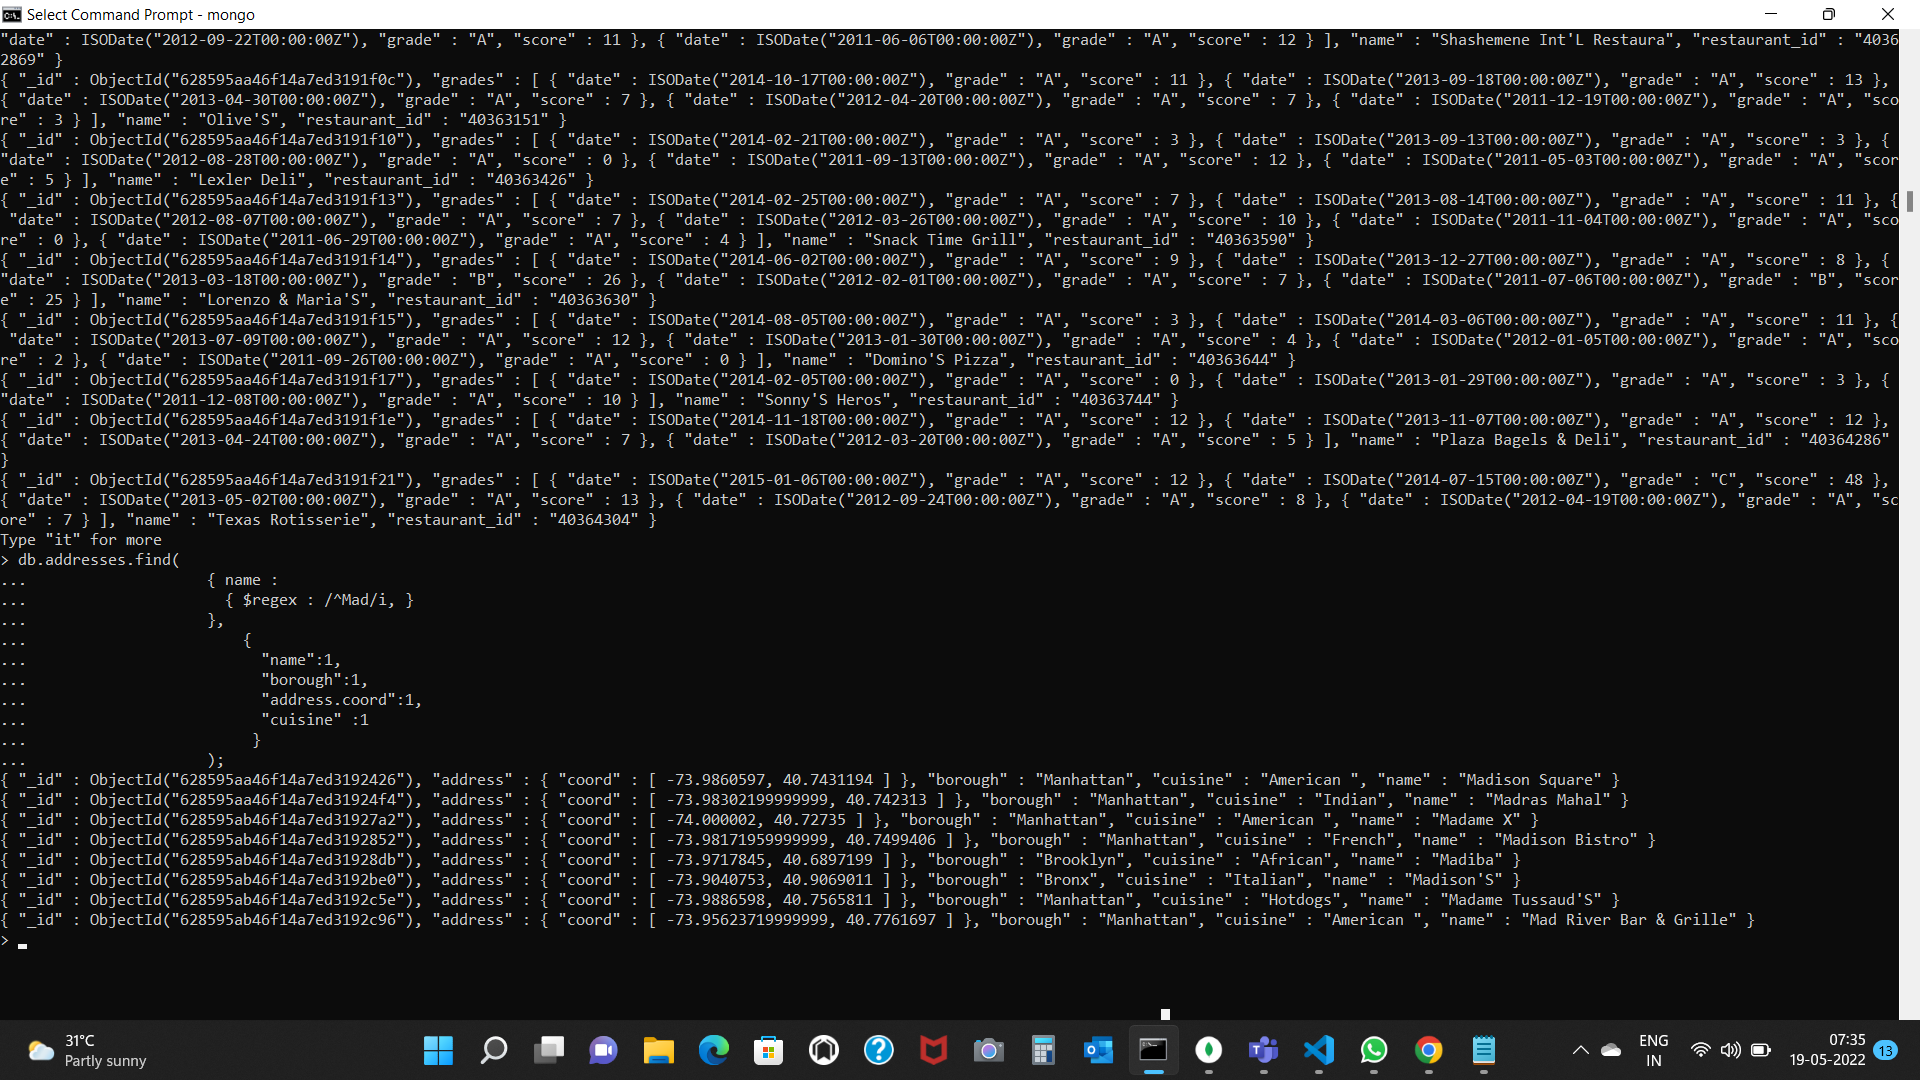 Select Command Prompt - mongo
"date" : ISODate("2012-09-22T00:00:00Z"), "grade" : "A", "score" : 11 }, { "date" : ISODate("2011-06-06T00:00:00Z"), "grade" : "A", "score" : 12 } ], "name" : "Shashemene Int'L Restaura", "restaurant_id" : "4036
2869" }
{ "_id" : ObjectId("628595aa46f14a7ed3191f0c"), "grades" : [ { "date" : ISODate("2014-10-17T00:00:00Z"), "grade" : "A", "score" : 11 }, { "date" : ISODate("2013-09-18T00:00:00Z"), "grade" : "A", "score" : 13 },
{ "date" : ISODate("2013-04-30T00:00:00Z"), "grade" : "A", "score" : 7 }, { "date" : ISODate("2012-04-20T00:00:00Z"), "grade" : "A", "score" : 7 }, { "date" : ISODate("2011-12-19T00:00:00Z"), "grade" : "A", "sco
re" : 3 } ], "name" : "Olive'S", "restaurant_id" : "40363151" }
{ "_id" : ObjectId("628595aa46f14a7ed3191f10"), "grades" : [ { "date" : ISODate("2014-02-21T00:00:00Z"), "grade" : "A", "score" : 3 }, { "date" : ISODate("2013-09-13T00:00:00Z"), "grade" : "A", "score" : 3 }, {
"date" : ISODate("2012-08-28T00:00:00Z"), "grade" : "A", "score" : 0 }, { "date" : ISODate("2011-09-13T00:00:00Z"), "grade" : "A", "score" : 12 }, { "date" : ISODate("2011-05-03T00:00:00Z"), "grade" : "A", "scor
e" : 5 } ], "name" : "Lexler Deli", "restaurant_id" : "40363426" }
{ "_id" : ObjectId("628595aa46f14a7ed3191f13"), "grades" : [ { "date" : ISODate("2014-02-25T00:00:00Z"), "grade" : "A", "score" : 7 }, { "date" : ISODate("2013-08-14T00:00:00Z"), "grade" : "A", "score" : 11 }, {
"date" : ISODate("2012-08-07T00:00:00Z"), "grade" : "A", "score" : 7 }, { "date" : ISODate("2012-03-26T00:00:00Z"), "grade" : "A", "score" : 10 }, { "date" : ISODate("2011-11-04T00:00:00Z"), "grade" : "A", "sco
re" : 0 }, { "date" : ISODate("2011-06-29T00:00:00Z"), "grade" : "A", "score" : 4 } ], "name" : "Snack Time Grill", "restaurant_id" : "40363590" }
{ "_id" : ObjectId("628595aa46f14a7ed3191f14"), "grades" : [ { "date" : ISODate("2014-06-02T00:00:00Z"), "grade" : "A", "score" : 9 }, { "date" : ISODate("2013-12-27T00:00:00Z"), "grade" : "A", "score" : 8 }, {
"date" : ISODate("2013-03-18T00:00:00Z"), "grade" : "B", "score" : 26 }, { "date" : ISODate("2012-02-01T00:00:00Z"), "grade" : "A", "score" : 7 }, { "date" : ISODate("2011-07-06T00:00:00Z"), "grade" : "B", "scor
e" : 25 } ], "name" : "Lorenzo & Maria'S", "restaurant_id" : "40363630" }
{ "_id" : ObjectId("628595aa46f14a7ed3191f15"), "grades" : [ { "date" : ISODate("2014-08-05T00:00:00Z"), "grade" : "A", "score" : 3 }, { "date" : ISODate("2014-03-06T00:00:00Z"), "grade" : "A", "score" : 11 }, {
"date" : ISODate("2013-07-09T00:00:00Z"), "grade" : "A", "score" : 12 }, { "date" : ISODate("2013-01-30T00:00:00Z"), "grade" : "A", "score" : 4 }, { "date" : ISODate("2012-01-05T00:00:00Z"), "grade" : "A", "sco
re" : 2 }, { "date" : ISODate("2011-09-26T00:00:00Z"), "grade" : "A", "score" : 0 } ], "name" : "Domino'S Pizza", "restaurant_id" : "40363644" }
{ "_id" : ObjectId("628595aa46f14a7ed3191f17"), "grades" : [ { "date" : ISODate("2014-02-05T00:00:00Z"), "grade" : "A", "score" : 0 }, { "date" : ISODate("2013-01-29T00:00:00Z"), "grade" : "A", "score" : 3 }, {
"date" : ISODate("2011-12-08T00:00:00Z"), "grade" : "A", "score" : 10 } ], "name" : "Sonny'S Heros", "restaurant_id" : "40363744" }
{ "_id" : ObjectId("628595aa46f14a7ed3191f1e"), "grades" : [ { "date" : ISODate("2014-11-18T00:00:00Z"), "grade" : "A", "score" : 12 }, { "date" : ISODate("2013-11-07T00:00:00Z"), "grade" : "A", "score" : 12 },
{ "date" : ISODate("2013-04-24T00:00:00Z"), "grade" : "A", "score" : 7 }, { "date" : ISODate("2012-03-20T00:00:00Z"), "grade" : "A", "score" : 5 } ], "name" : "Plaza Bagels & Deli", "restaurant_id" : "40364286"
}
{ "_id" : ObjectId("628595aa46f14a7ed3191f21"), "grades" : [ { "date" : ISODate("2015-01-06T00:00:00Z"), "grade" : "A", "score" : 12 }, { "date" : ISODate("2014-07-15T00:00:00Z"), "grade" : "C", "score" : 48 },
{ "date" : ISODate("2013-05-02T00:00:00Z"), "grade" : "A", "score" : 13 }, { "date" : ISODate("2012-09-24T00:00:00Z"), "grade" : "A", "score" : 8 }, { "date" : ISODate("2012-04-19T00:00:00Z"), "grade" : "A", "sc
ore" : 7 } ], "name" : "Texas Rotisserie", "restaurant_id" : "40364304" }
Type "it" for more
> db.addresses.find(
... { name :
... { $regex : /^Mad/i, }
... },
... {
... "name":1,
... "borough":1,
... "address.coord":1,
... "cuisine" :1
... }
... );
{ "_id" : ObjectId("628595aa46f14a7ed3192426"), "address" : { "coord" : [ -73.9860597, 40.7431194 ] }, "borough" : "Manhattan", "cuisine" : "American ", "name" : "Madison Square" }
{ "_id" : ObjectId("628595aa46f14a7ed31924f4"), "address" : { "coord" : [ -73.98302199999999, 40.742313 ] }, "borough" : "Manhattan", "cuisine" : "Indian", "name" : "Madras Mahal" }
{ "_id" : ObjectId("628595ab46f14a7ed31927a2"), "address" : { "coord" : [ -74.000002, 40.72735 ] }, "borough" : "Manhattan", "cuisine" : "American ", "name" : "Madame X" }
{ "_id" : ObjectId("628595ab46f14a7ed3192852"), "address" : { "coord" : [ -73.98171959999999, 40.7499406 ] }, "borough" : "Manhattan", "cuisine" : "French", "name" : "Madison Bistro" }
{ "_id" : ObjectId("628595ab46f14a7ed31928db"), "address" : { "coord" : [ -73.9717845, 40.6897199 ] }, "borough" : "Brooklyn", "cuisine" : "African", "name" : "Madiba" }
{ "_id" : ObjectId("628595ab46f14a7ed3192be0"), "address" : { "coord" : [ -73.9040753, 40.9069011 ] }, "borough" : "Bronx", "cuisine" : "Italian", "name" : "Madison'S" }
{ "_id" : ObjectId("628595ab46f14a7ed3192c5e"), "address" : { "coord" : [ -73.9886598, 40.7565811 ] }, "borough" : "Manhattan", "cuisine" : "Hotdogs", "name" : "Madame Tussaud'S" }
{ "_id" : ObjectId("628595ab46f14a7ed3192c96"), "address" : { "coord" : [ -73.95623719999999, 40.7761697 ] }, "borough" : "Manhattan", "cuisine" : "American ", "name" : "Mad River Bar & Grille" }
>
31°C
Partly sunny
ENG
IN
07:35
19-05-2022
13